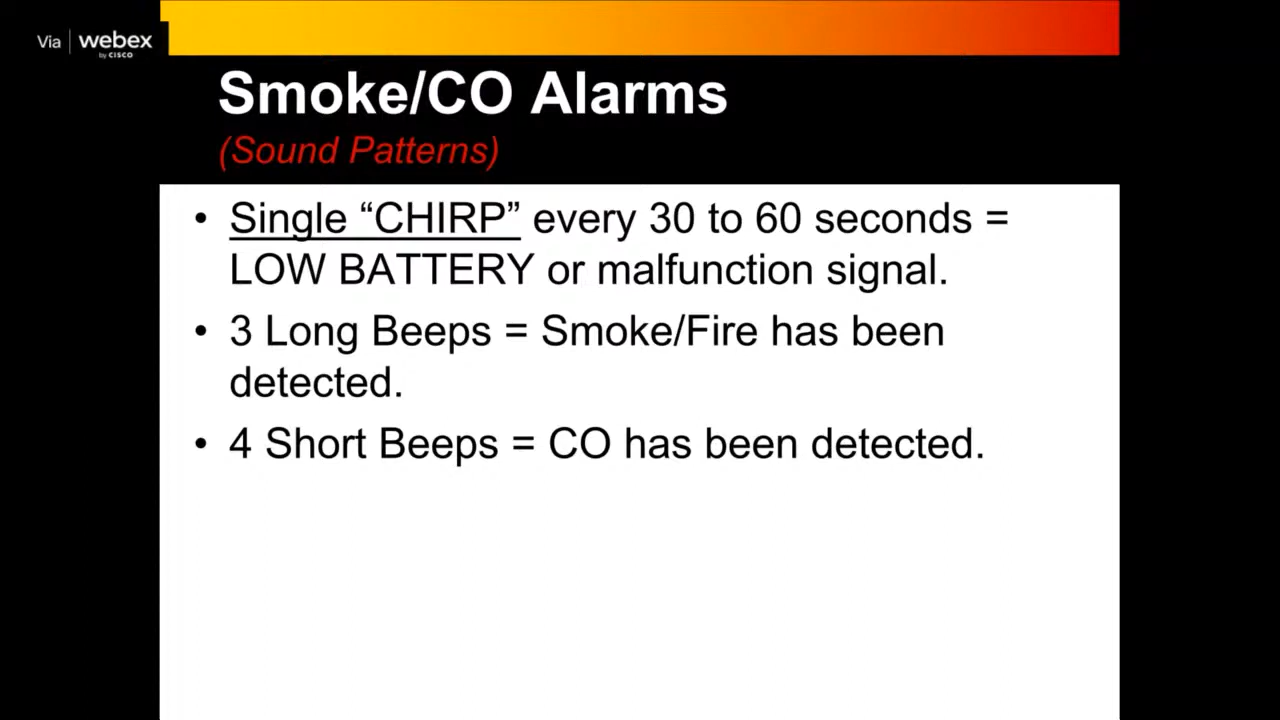 Via webex
by CISCO
Smoke/CO Alarms
(Sound Patterns)
• Single “CHIRP” every 30 to 60 seconds =
LOW BATTERY or malfunction signal.
• 3 Long Beeps = Smoke/Fire has been
detected.
• 4 Short Beeps = CO has been detected.